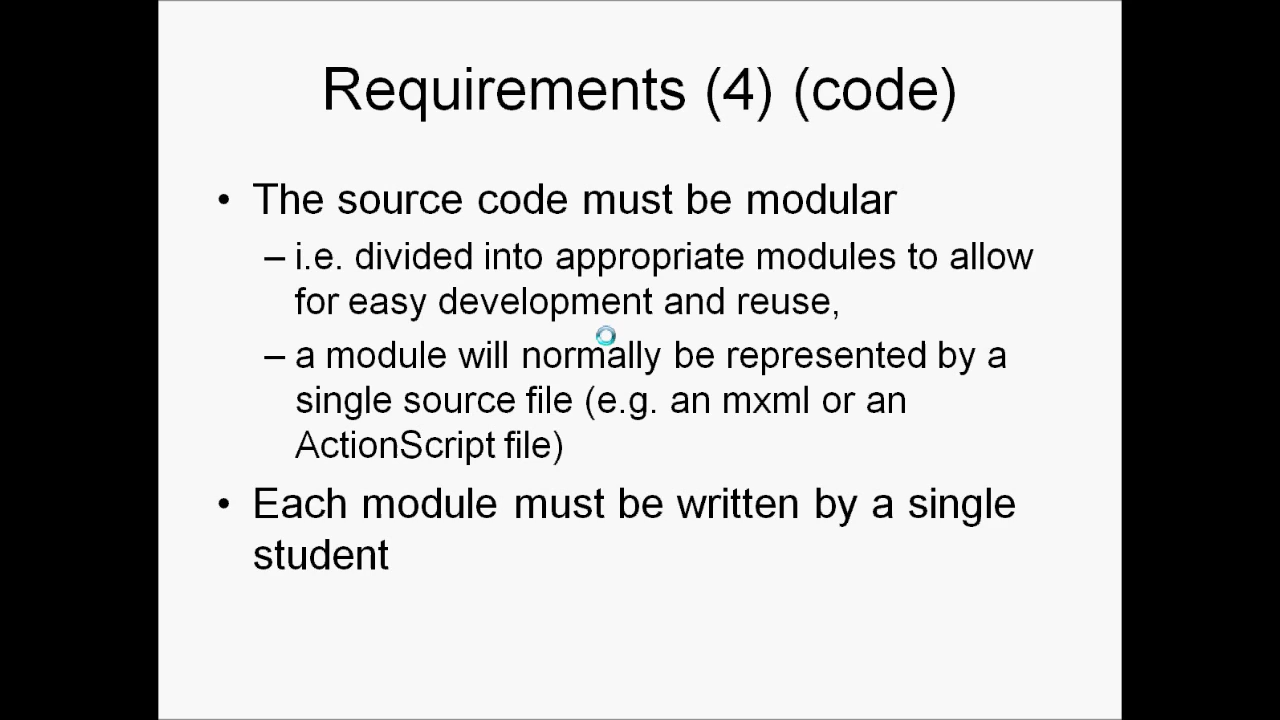 Requirements (4) (code)
• The source code must be modular
– i.e. divided into appropriate modules to allow
for easy development and reuse,
– a module will normally be represented by a
single source file (e.g. an mxml or an
ActionScript file)
• Each module must be written by a single
student